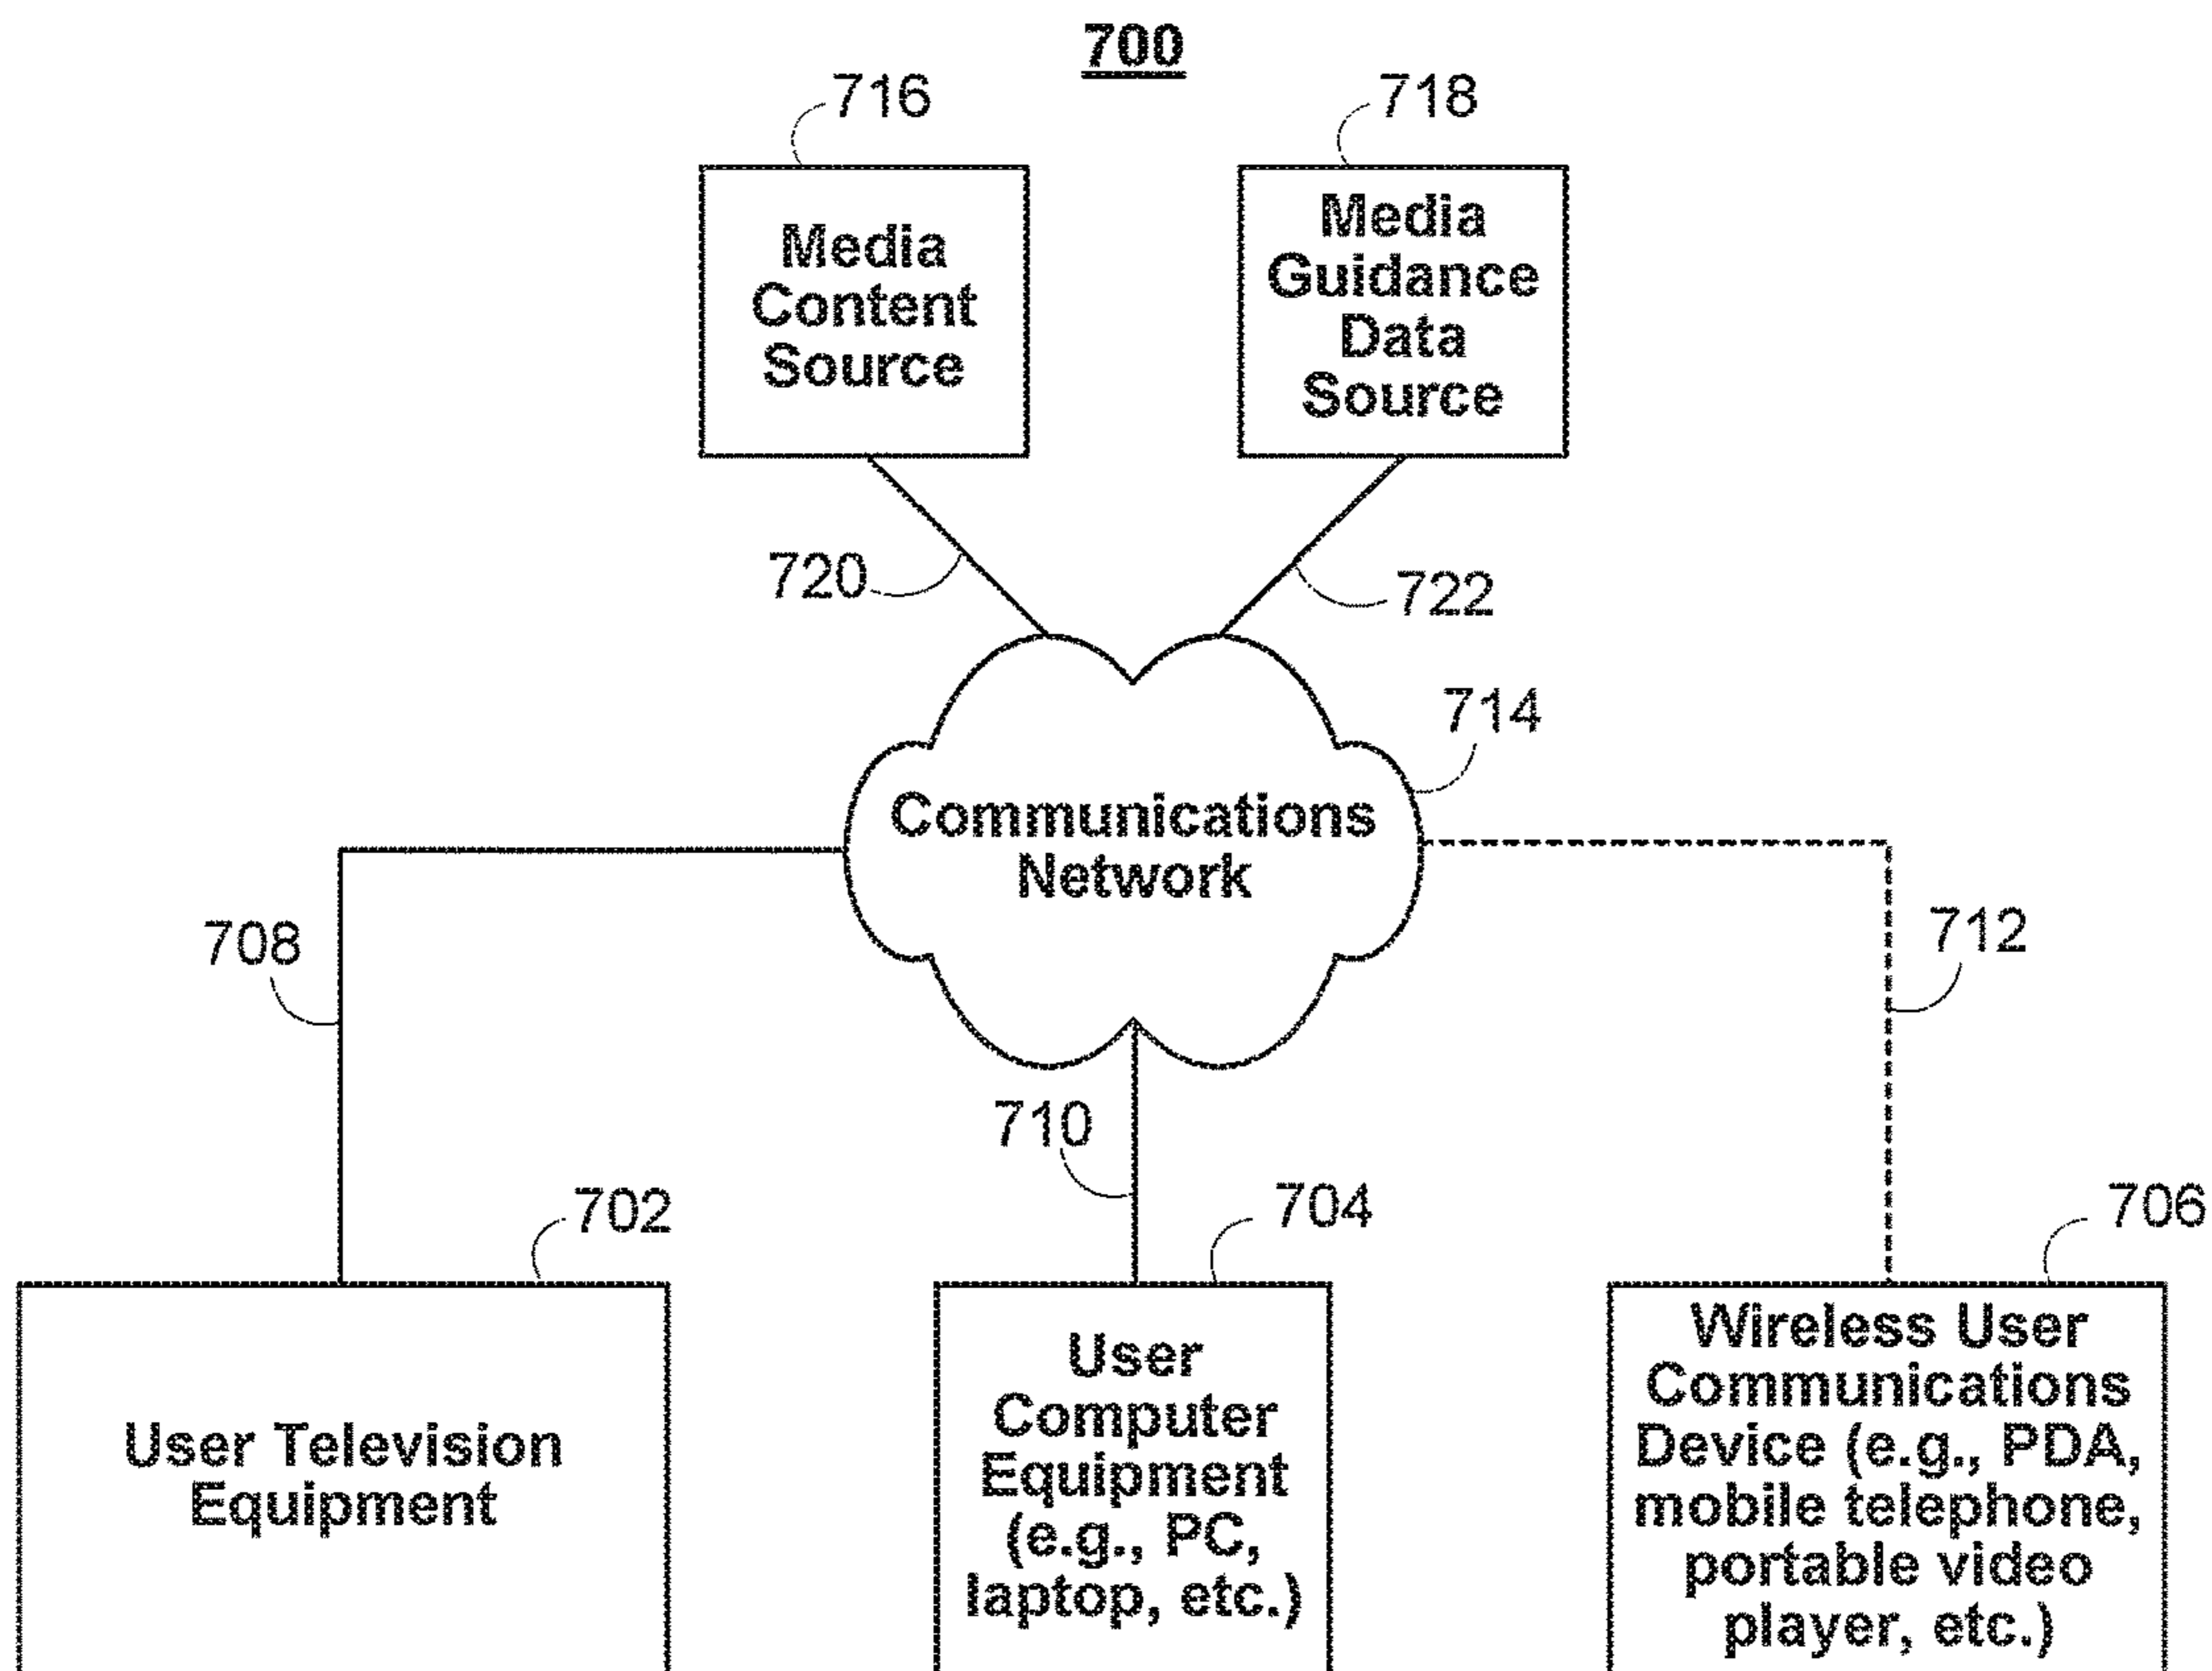 700
716
718
Media
Content
Source
Media
Guidance
Data
Source
720
722
714
Communications
Network
708
712
710
702
704
706
User Television
Equipment
User
Computer
Equipment
(e.g., PC,
laptop, etc.)
Wireless User
Communications
Device (e.g., PDA,
mobile telephone,
portable video
player, etc.)